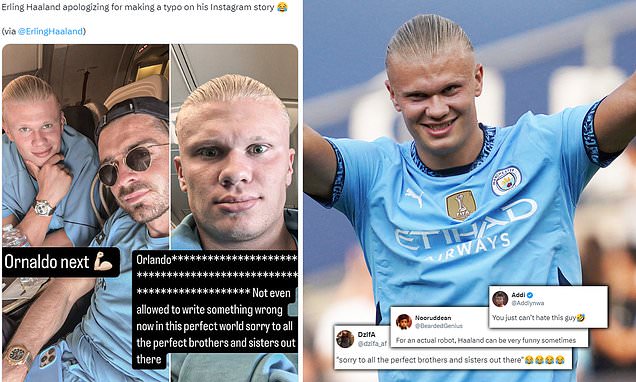 Erling Haaland apologizing for making a typo on his Instagram story 😂
(via @ErlingHaaland)
Ornaldo next 💪🏻
Orlando************************
********************************
********************** Not even
allowed to write something wrong
now in this perfect world sorry to all
the perfect brothers and sisters out
there
ETIHAD
AIRWAYS
Addi
@Addiynwa
You just can't hate this guy🤣
Nooruddean
@BeardedGenius
For an actual robot, Haaland can be very funny sometimes
DzifA
@dzifa_af
"sorry to all the perfect brothers and sisters out there"😂😂😂😂